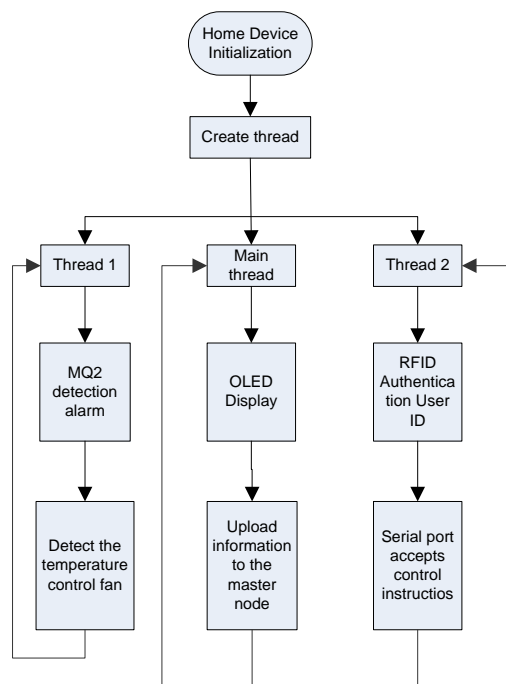 Home Device
Initialization
Create thread
Thread 1
Main
thread
Thread 2
MQ2
detection
alarm
OLED
Display
RFID
Authentica
tion User
ID
Detect the
temperature
control fan
Upload
information
to the
master
node
Serial port
accepts
control
instructios